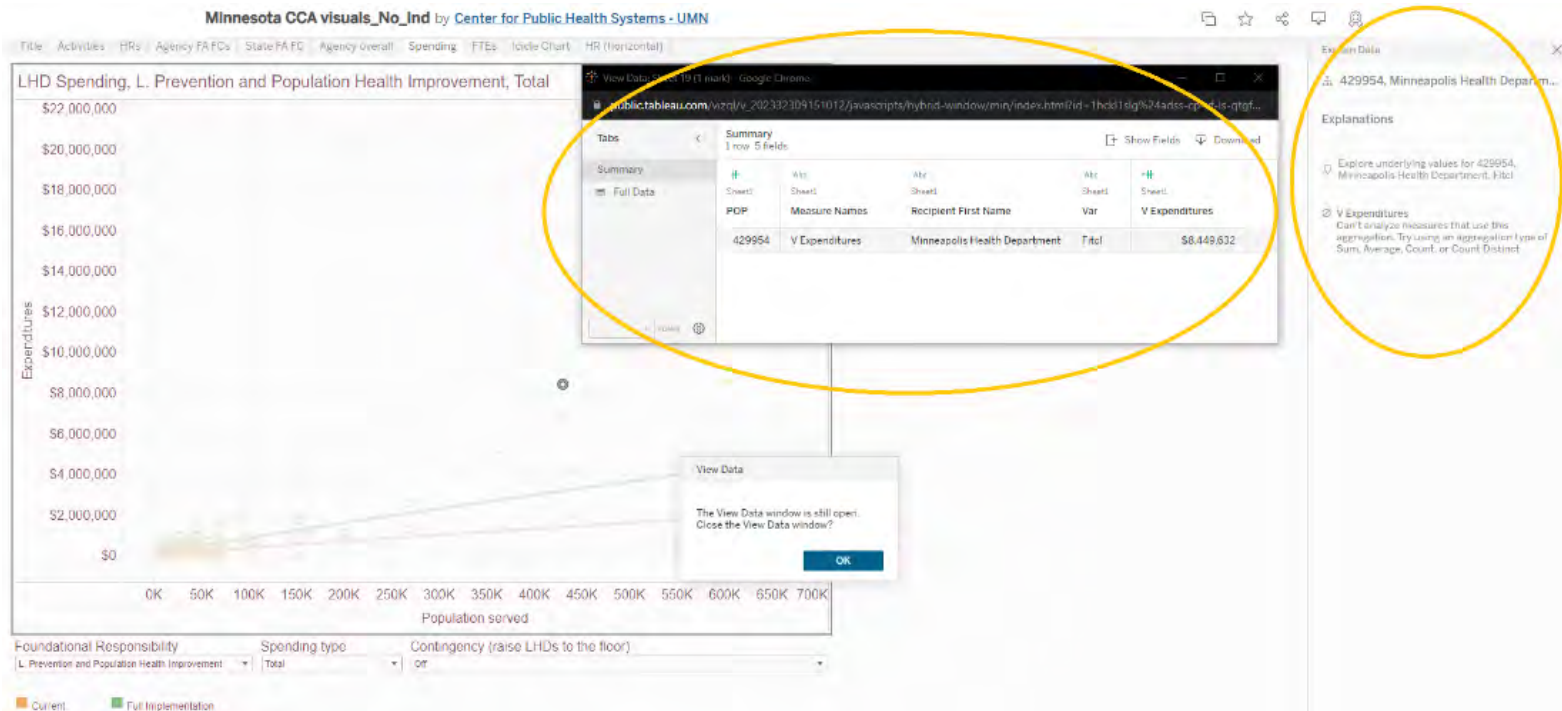 Minnesota CCA visuals_No_Ind by Center for Public Health Systems - UMN
Title Activities HRs Agency FA FCs State FA FC Agency overall Spending FTEs Icicle Chart HR (horizontal)
LHD Spending, L. Prevention and Population Health Improvement, Total
$22,000,000
$20,000,000
$18,000,000
$16,000,000
$14,000,000
$12,000,000
$10,000,000
$8,000,000
$6,000,000
$4,000,000
$2,000,000
$0
Expenditures
0K 50K 100K 150K 200K 250K 300K 350K 400K 450K 500K 550K 600K 650K 700K
Population served
Foundational Responsibility Spending type Contingency (raise LHDs to the floor)
L. Prevention and Population Health Improvement Total Off
Current Full Implementation
View Data: Sheet 19 (1 mark) - Google Chrome
Tabs
Summary
Full Data
rows
Summary
1 row 5 fields
Show Fields Download
Abc Abc Abc
Sheet1 Sheet1 Sheet1 Sheet1 Sheet1
POP Measure Names Recipient First Name Var V Expenditures
429954 V Expenditures Minneapolis Health Department Fitcl $8,449,632
View Data
The View Data window is still open.
Close the View Data window?
OK
Explain Data
429954, Minneapolis Health Departm...
Explanations
Explore underlying values for 429954,
Minneapolis Health Department, Fitcl
V Expenditures
Can't analyze measures that use this
aggregation. Try using an aggregation type of
Sum, Average, Count, or Count Distinct